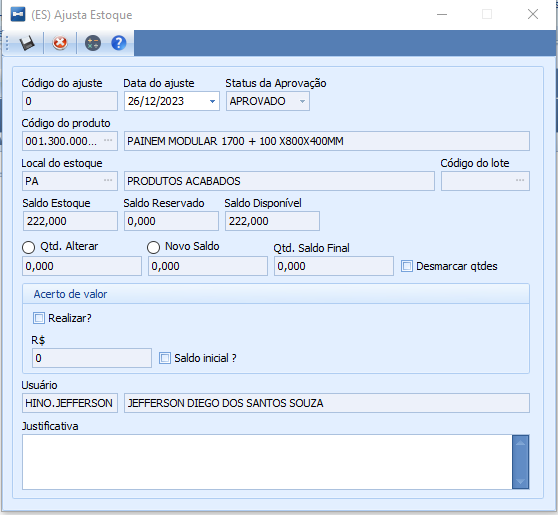 (ES) Ajusta Estoque
Código do ajuste Data do ajuste Status da Aprovação
0 26/12/2023 APROVADO
Código do produto
001.300.000... ... PAINEM MODULAR 1700 + 100 X800X400MM
Local do estoque Código do lote
PA ... PRODUTOS ACABADOS ...
Saldo Estoque Saldo Reservado Saldo Disponível
222,000 0,000 222,000
Qtd. Alterar Novo Saldo Qtd. Saldo Final
0,000 0,000 0,000 Desmarcar qtdes
Acerto de valor
Realizar?
R$
0 Saldo inicial ?
Usuário
HINO.JEFFERSON JEFFERSON DIEGO DOS SANTOS SOUZA
Justificativa